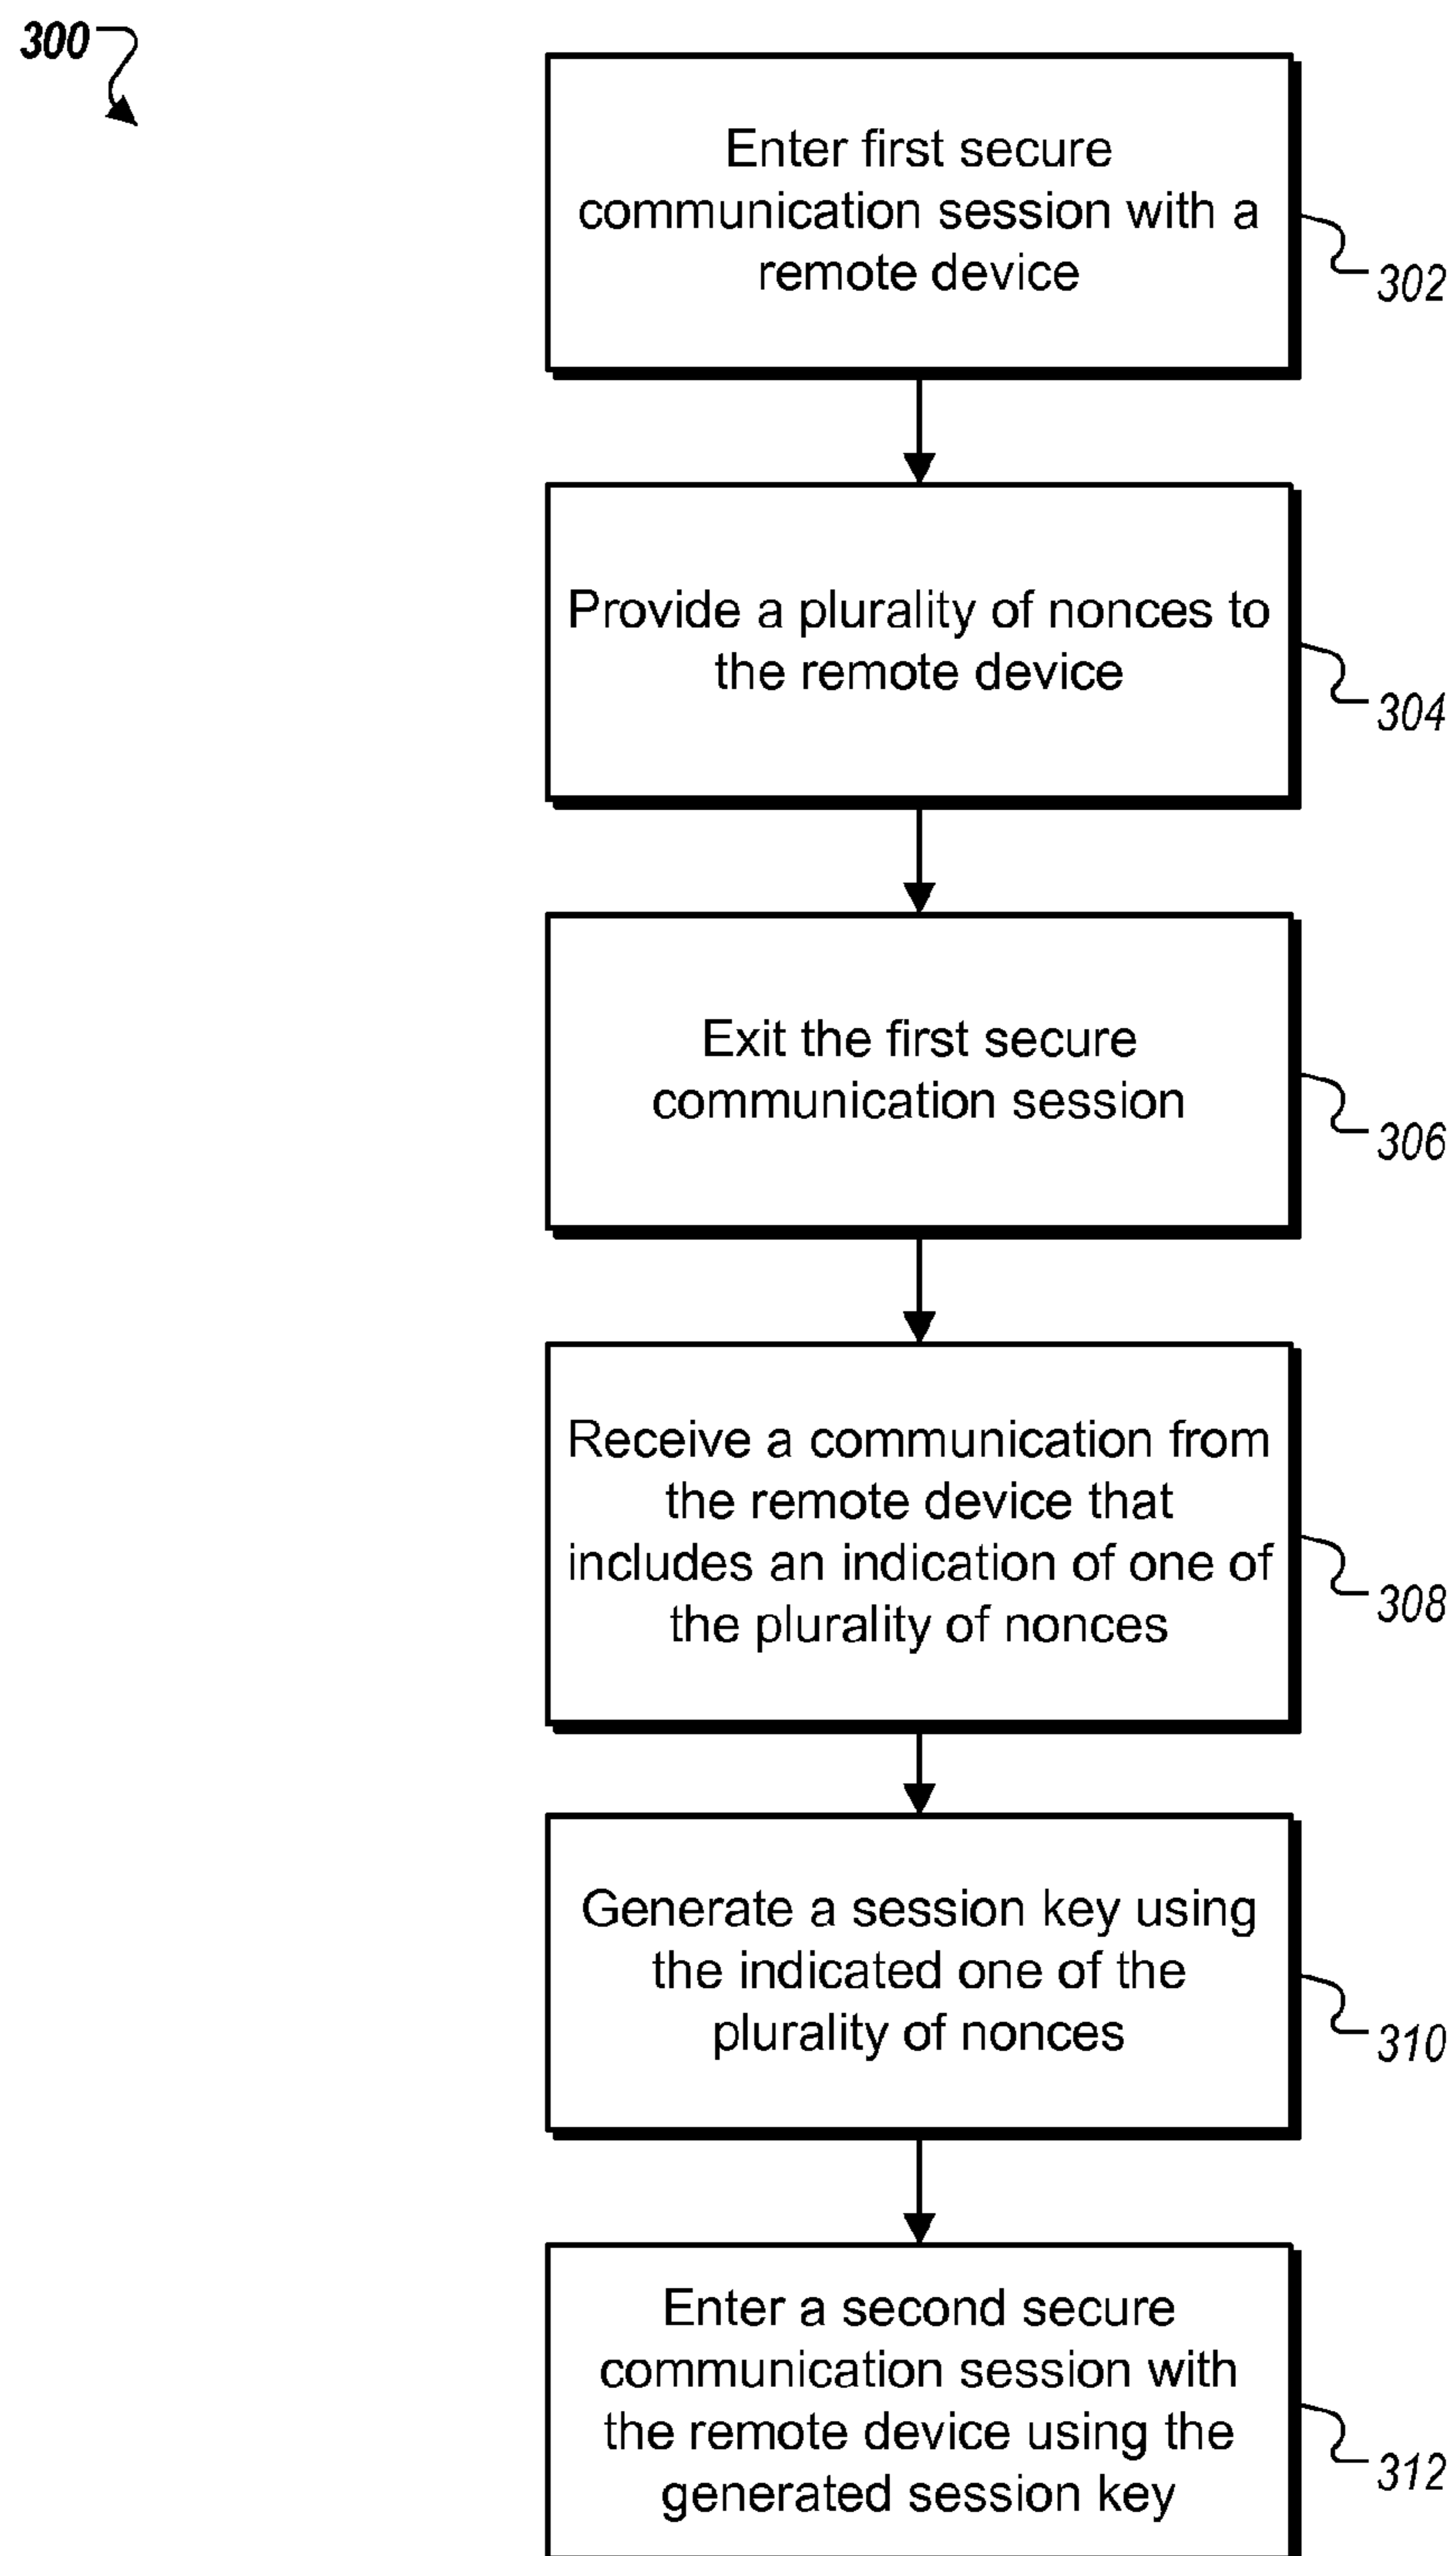 300
Enter first secure
communication session with a
remote device
302
Provide a plurality of nonces to
the remote device
304
Exit the first secure
communication session
306
Receive a communication from
the remote device that
includes an indication of one of
the plurality of nonces
308
Generate a session key using
the indicated one of the
plurality of nonces
310
Enter a second secure
communication session with
the remote device using the
generated session key
312